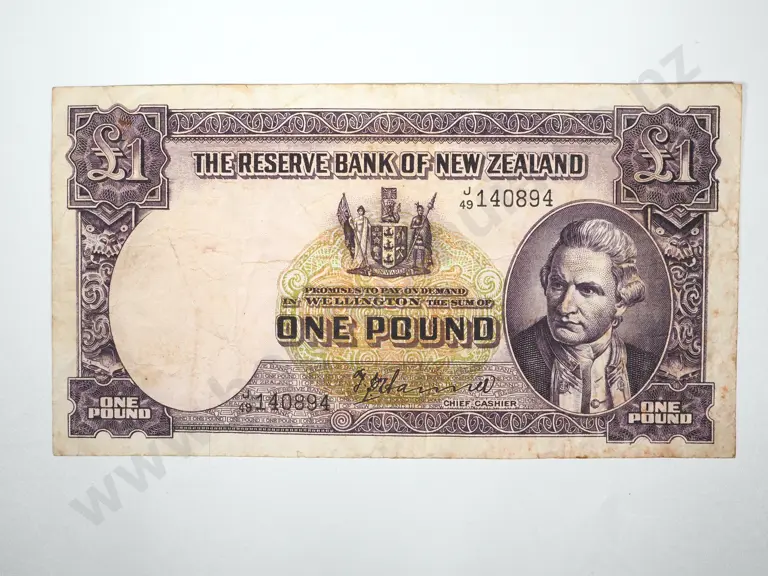 £1
£1
THE RESERVE BANK OF NEW ZEALAND
J/49 140894
ONWARD
PROMISES TO PAY ON DEMAND
IN WELLINGTON THE SUM OF
ONE POUND
J/49 140894
CHIEF CASHIER
ONE
POUND
ONE
POUND